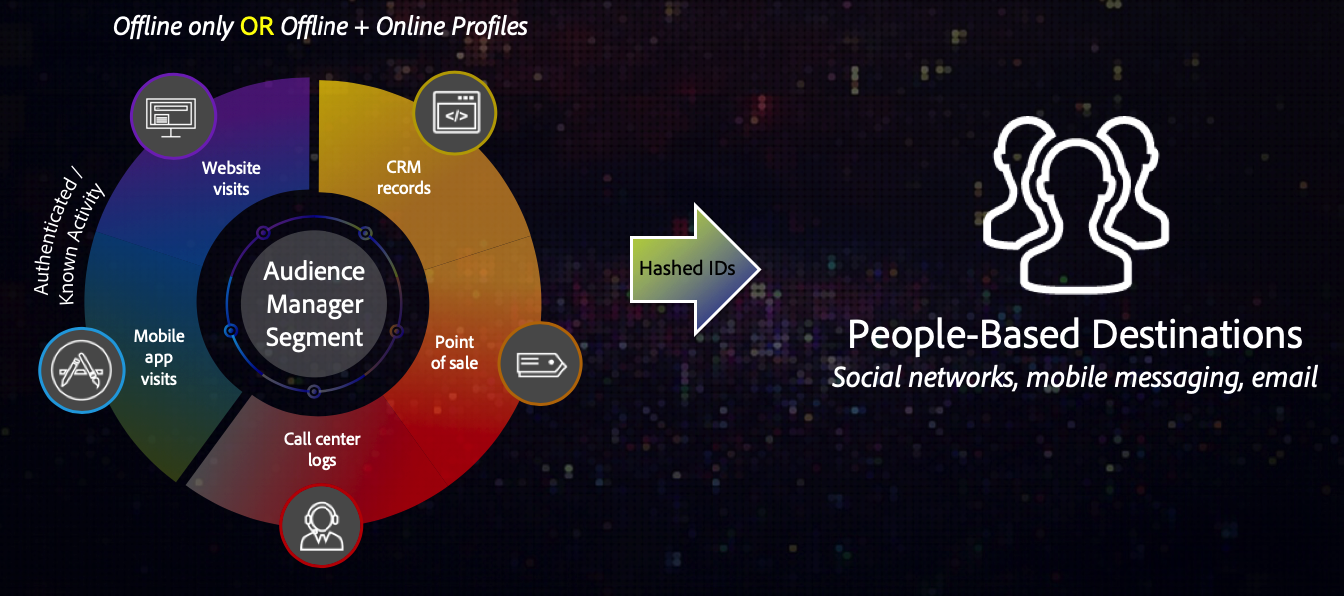 Offline only OR Offline + Online Profiles
Authenticated /
Known Activity
Website
visits
CRM
records
</>
Audience
Manager
Segment
Mobile
app
visits
Point
of sale
Call center
logs
Hashed IDs
People-Based Destinations
Social networks, mobile messaging, email